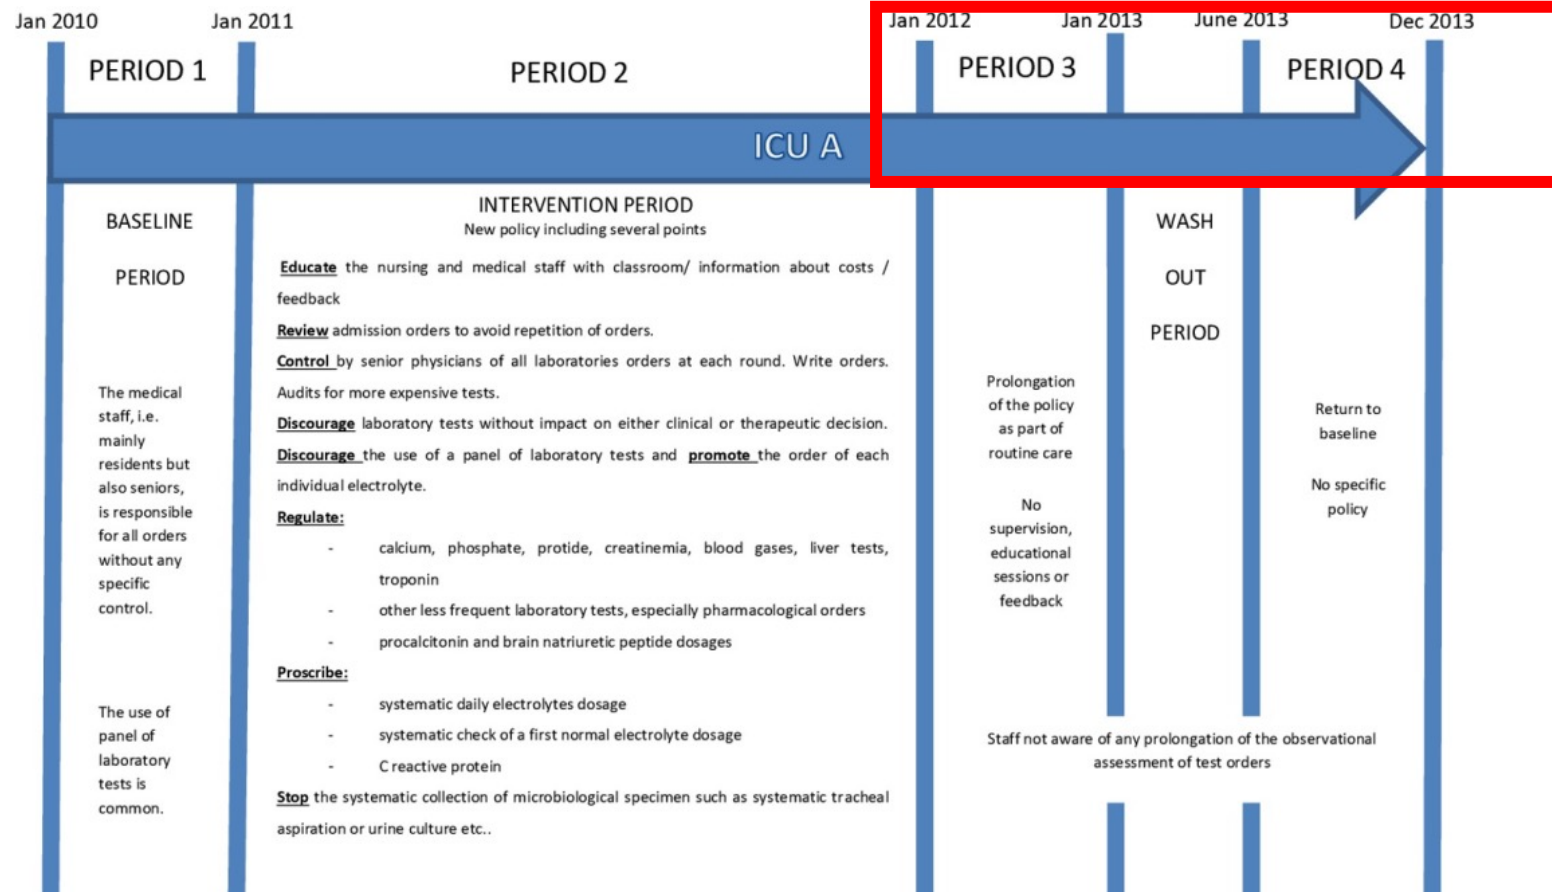 Jan 2010
Jan 2011
Jan 2012
Jan 2013
June 2013
Dec 2013
PERIOD 1
PERIOD 2
PERIOD 3
PERIOD 4
ICU A
BASELINE
PERIOD
The medical
staff, i.e.
mainly
residents but
also seniors,
is responsible
for all orders
without any
specific
control.
The use of
panel of
laboratory
tests is
common.
INTERVENTION PERIOD
New policy including several points
Educate the nursing and medical staff with classroom/ information about costs /
feedback
Review admission orders to avoid repetition of orders.
Control by senior physicians of all laboratories orders at each round. Write orders.
Audits for more expensive tests.
Discourage laboratory tests without impact on either clinical or therapeutic decision.
Discourage the use of a panel of laboratory tests and promote the order of each
individual electrolyte.
Regulate:
- calcium, phosphate, protide, creatinemia, blood gases, liver tests,
troponin
- other less frequent laboratory tests, especially pharmacological orders
- procalcitonin and brain natriuretic peptide dosages
Proscribe:
- systematic daily electrolytes dosage
- systematic check of a first normal electrolyte dosage
- C reactive protein
Stop the systematic collection of microbiological specimen such as systematic tracheal
aspiration or urine culture etc..
Prolongation
of the policy
as part of
routine care
No
supervision,
educational
sessions or
feedback
WASH
OUT
PERIOD
Return to
baseline
No specific
policy
Staff not aware of any prolongation of the observational
assessment of test orders